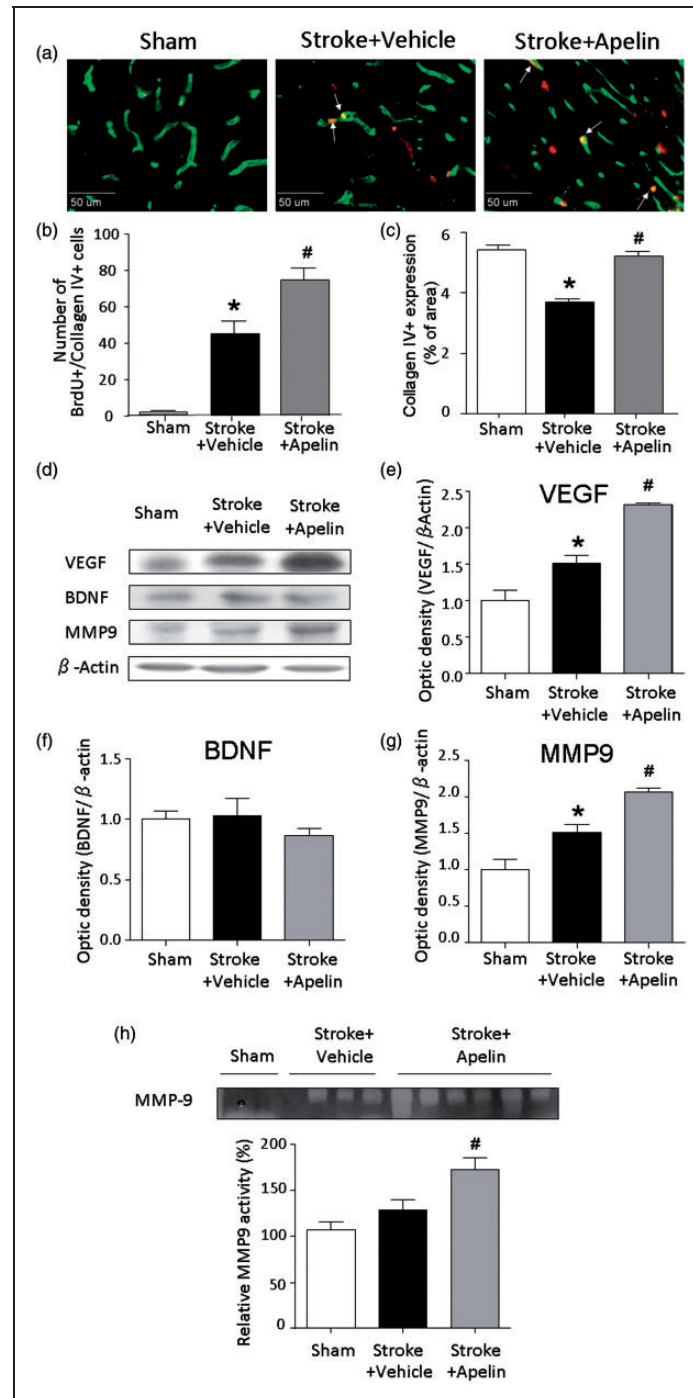 (a)
Sham
Stroke+Vehicle
Stroke+Apelin
50 um
50 um
50 um
(b)
Number of
BrdU+/Collagen IV+ cells
100
80
60
40
20
0
*
#
Sham
Stroke
+Vehicle
Stroke
+Apelin
(c)
Collagen IV+ expression
(% of area)
6
4
2
0
*
#
Sham
Stroke
+Vehicle
Stroke
+Apelin
(d)
Sham
Stroke
+Vehicle
Stroke
+Apelin
VEGF
BDNF
MMP9
β-Actin
(e)
VEGF
Optic density (VEGF/β-Actin)
2.5
2.0
1.5
1.0
0.5
0.0
*
#
Sham
Stroke
+Vehicle
Stroke
+Apelin
(f)
BDNF
Optic density (BDNF/β-actin)
1.5
1.0
0.5
0.0
Sham
Stroke
+Vehicle
Stroke
+Apelin
(g)
MMP9
Optic density (MMP9/β-actin)
2.5
2.0
1.5
1.0
0.5
0.0
*
#
Sham
Stroke
+Vehicle
Stroke
+Apelin
(h)
Sham
Stroke+
Vehicle
Stroke+
Apelin
MMP-9
Relative MMP9 activity (%)
200
150
100
50
0
#
Sham
Stroke
+Vehicle
Stroke
+Apelin